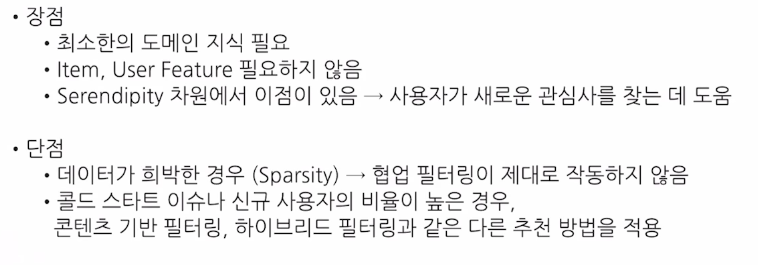 • 장점
• 최소한의 도메인 지식 필요
• Item, User Feature 필요하지 않음
• Serendipity 차원에서 이점이 있음 → 사용자가 새로운 관심사를 찾는 데 도움
• 단점
• 데이터가 희박한 경우 (Sparsity) → 협업 필터링이 제대로 작동하지 않음
• 콜드 스타트 이슈나 신규 사용자의 비율이 높은 경우,
콘텐츠 기반 필터링, 하이브리드 필터링과 같은 다른 추천 방법을 적용